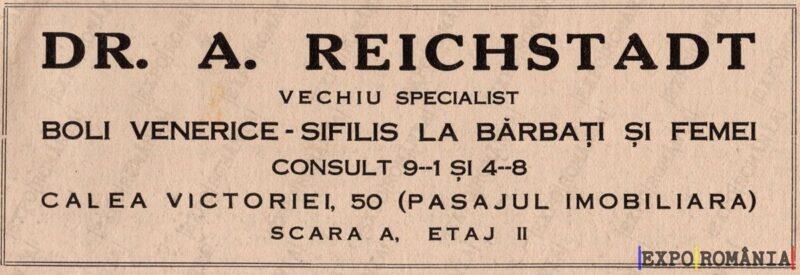 DR. A. REICHSTADT
VECHIU SPECIALIST
BOLI VENERICE - SIFILIS LA BĂRBAȚI ȘI FEMEI
CONSULT 9--1 ȘI 4--8
CALEA VICTORIEI, 50 (PASAJUL IMOBILIARA)
SCARA A, ETAJ II
EXPO ROMÂNIA